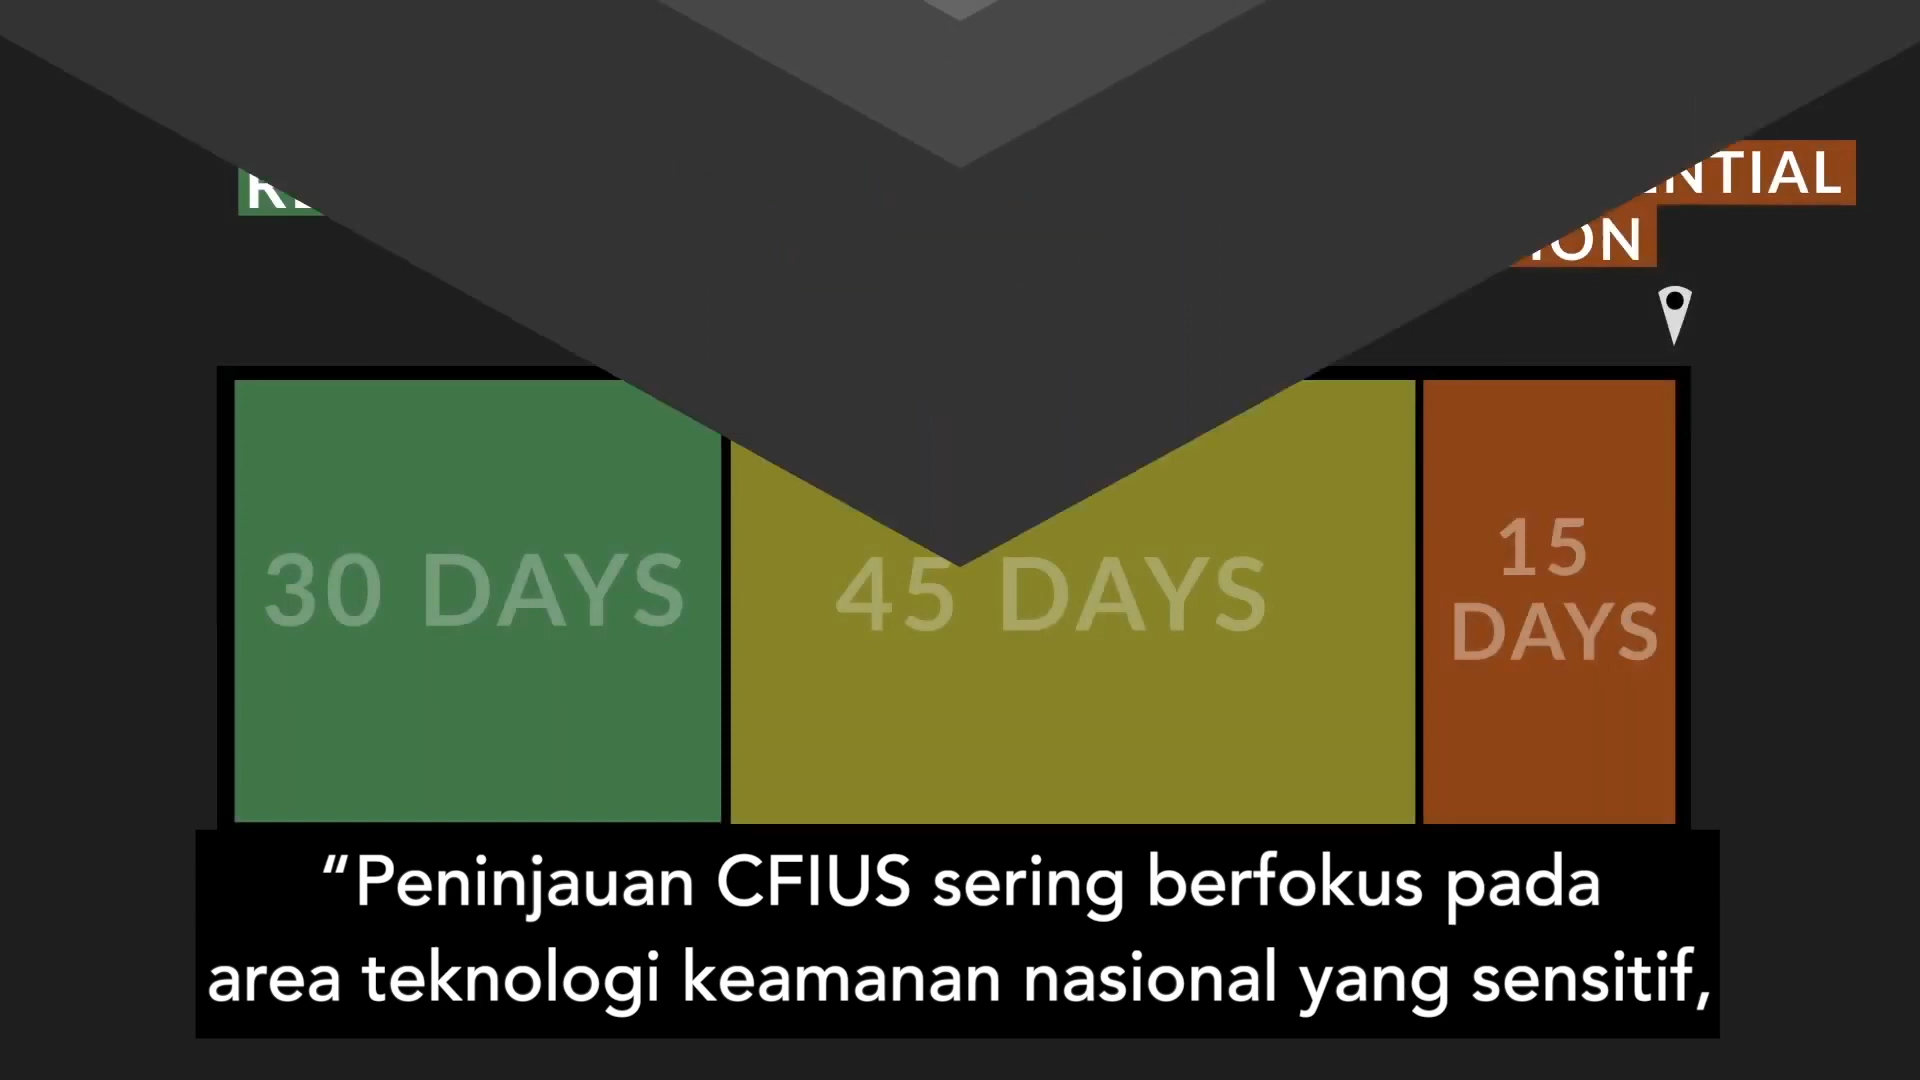 30 DAYS
45 DAYS
15
DAYS
“Peninjauan CFIUS sering berfokus pada
area teknologi keamanan nasional yang sensitif,